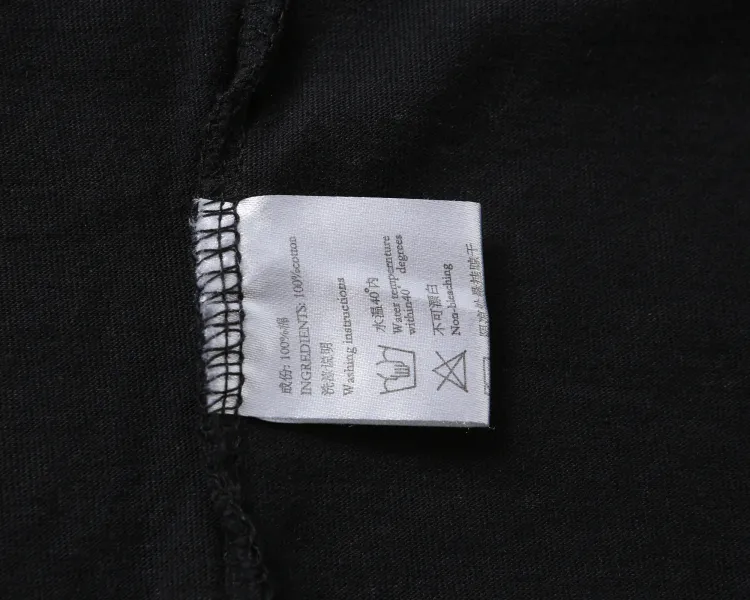 成份: 100%棉
INGREDIENTS: 100%cotton
洗涤说明
Washing instructions
水温40°内
Water temperature
within40° degrees
不可漂白
Non-bleaching